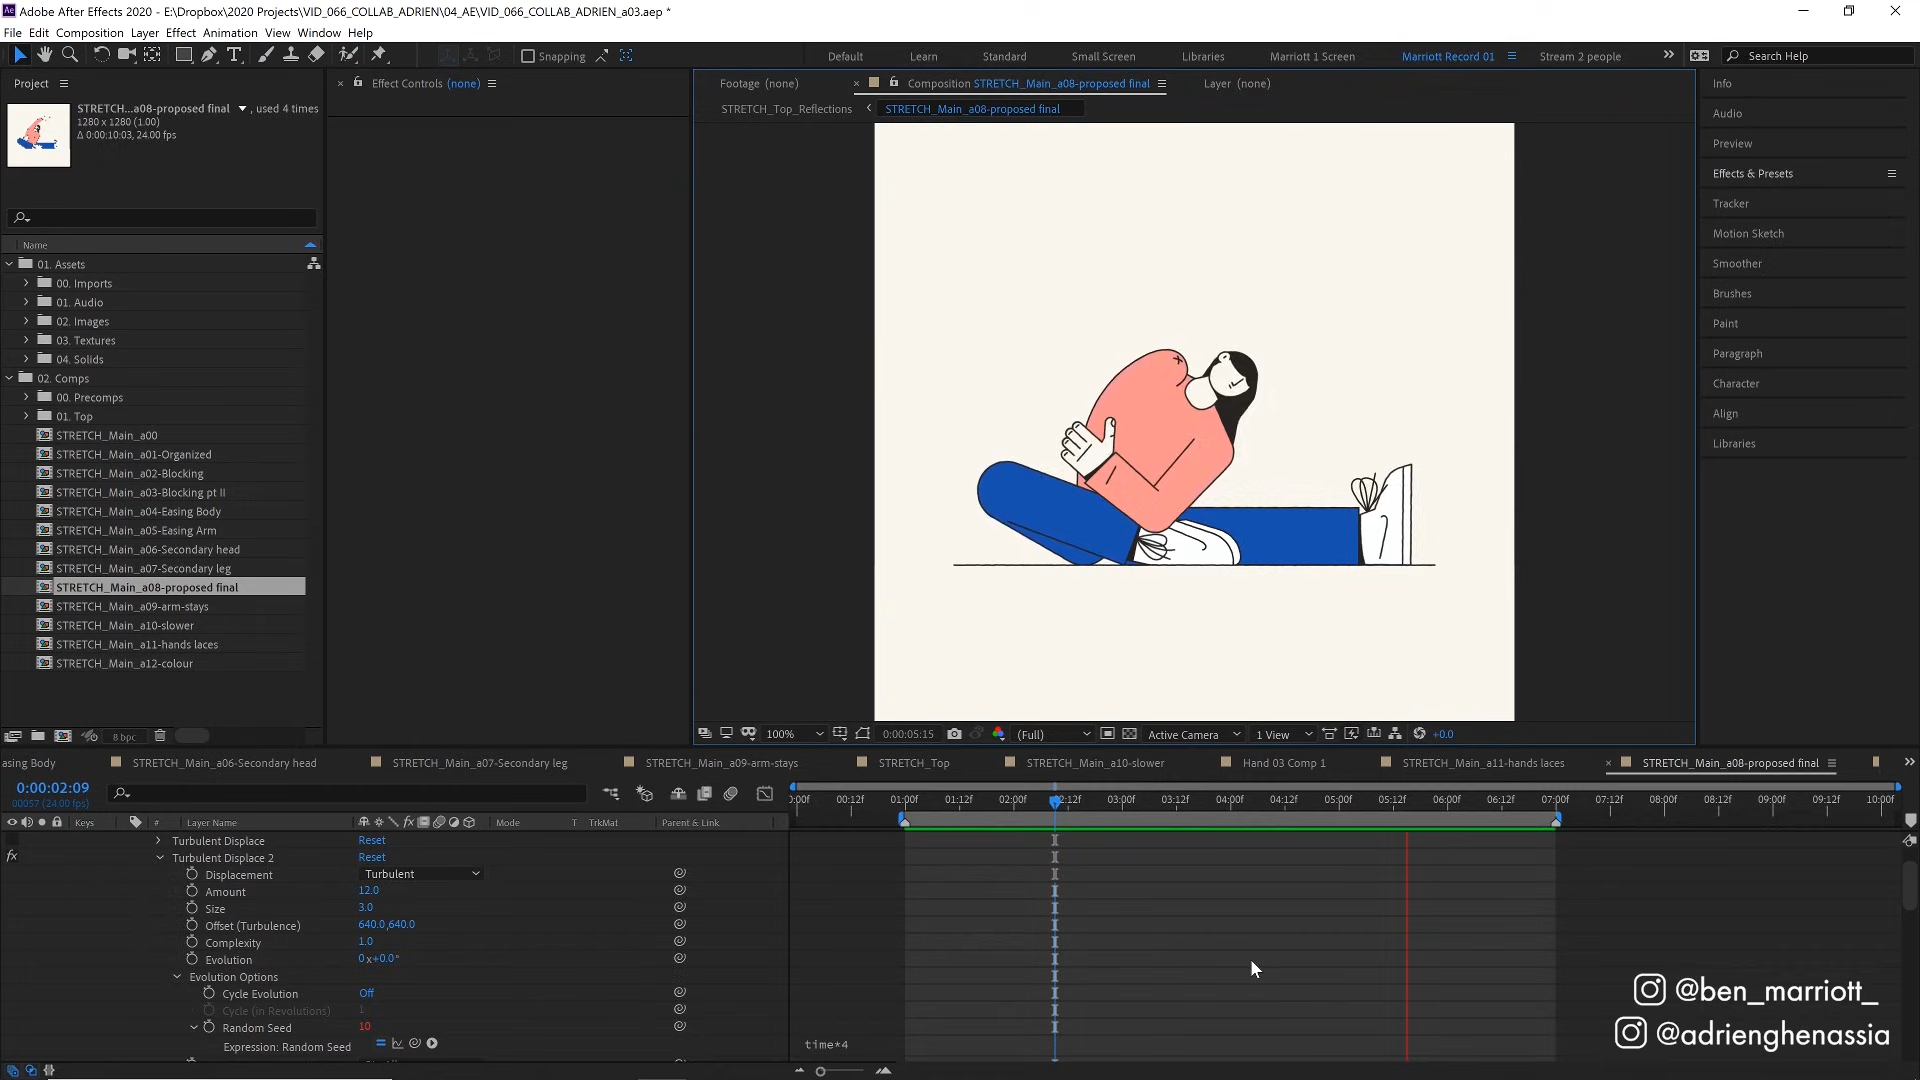 Adobe After Effects 2020 - E:\Dropbox\2020 Projects\VID_066_COLLAB_ADRIEN\04_AE\VID_066_COLLAB_ADRIEN_a03.aep *
File Edit Composition Layer Effect Animation View Window Help
Snapping Default Learn Standard Small Screen Libraries Marriott 1 Screen Marriott Record 01 Stream 2 people Search Help
Project
STRETCH...a08-proposed final , used 4 times
1280 x 1280 (1.00)
Δ 0:00:10:03, 24.00 fps
Name
01. Assets
00. Imports
01. Audio
02. Images
03. Textures
04. Solids
02. Comps
00. Precomps
01. Top
STRETCH_Main_a00
STRETCH_Main_a01-Organized
STRETCH_Main_a02-Blocking
STRETCH_Main_a03-Blocking pt II
STRETCH_Main_a04-Easing Body
STRETCH_Main_a05-Easing Arm
STRETCH_Main_a06-Secondary head
STRETCH_Main_a07-Secondary leg
STRETCH_Main_a08-proposed final
STRETCH_Main_a09-arm-stays
STRETCH_Main_a10-slower
STRETCH_Main_a11-hands laces
STRETCH_Main_a12-colour
8 bpc
Effect Controls (none)
Footage (none) Composition STRETCH_Main_a08-proposed final Layer (none)
STRETCH_Top_Reflections STRETCH_Main_a08-proposed final
100% 0:00:05:15 (Full) Active Camera 1 View +0.0
Info
Audio
Preview
Effects & Presets
Tracker
Motion Sketch
Smoother
Brushes
Paint
Paragraph
Character
Align
Libraries
asing Body STRETCH_Main_a06-Secondary head STRETCH_Main_a07-Secondary leg STRETCH_Main_a09-arm-stays STRETCH_Top STRETCH_Main_a10-slower Hand 03 Comp 1 STRETCH_Main_a11-hands laces STRETCH_Main_a08-proposed final
0:00:02:09
00057 (24.00 fps)
0:00f 00:12f 01:00f 01:12f 02:00f 02:12f 03:00f 03:12f 04:00f 04:12f 05:00f 05:12f 06:00f 06:12f 07:00f 07:12f 08:00f 08:12f 09:00f 09:12f 10:00f
Keys # Layer Name fx Mode T TrkMat Parent & Link
Turbulent Displace Reset
fx Turbulent Displace 2 Reset
Displacement Turbulent
Amount 12.0
Size 3.0
Offset (Turbulence) 640.0,640.0
Complexity 1.0
Evolution 0x+0.0°
Evolution Options
Cycle Evolution Off
Cycle (in Revolutions) 1
Random Seed 10
Expression: Random Seed time*4
@ben_marriott_
@adrienghenassia